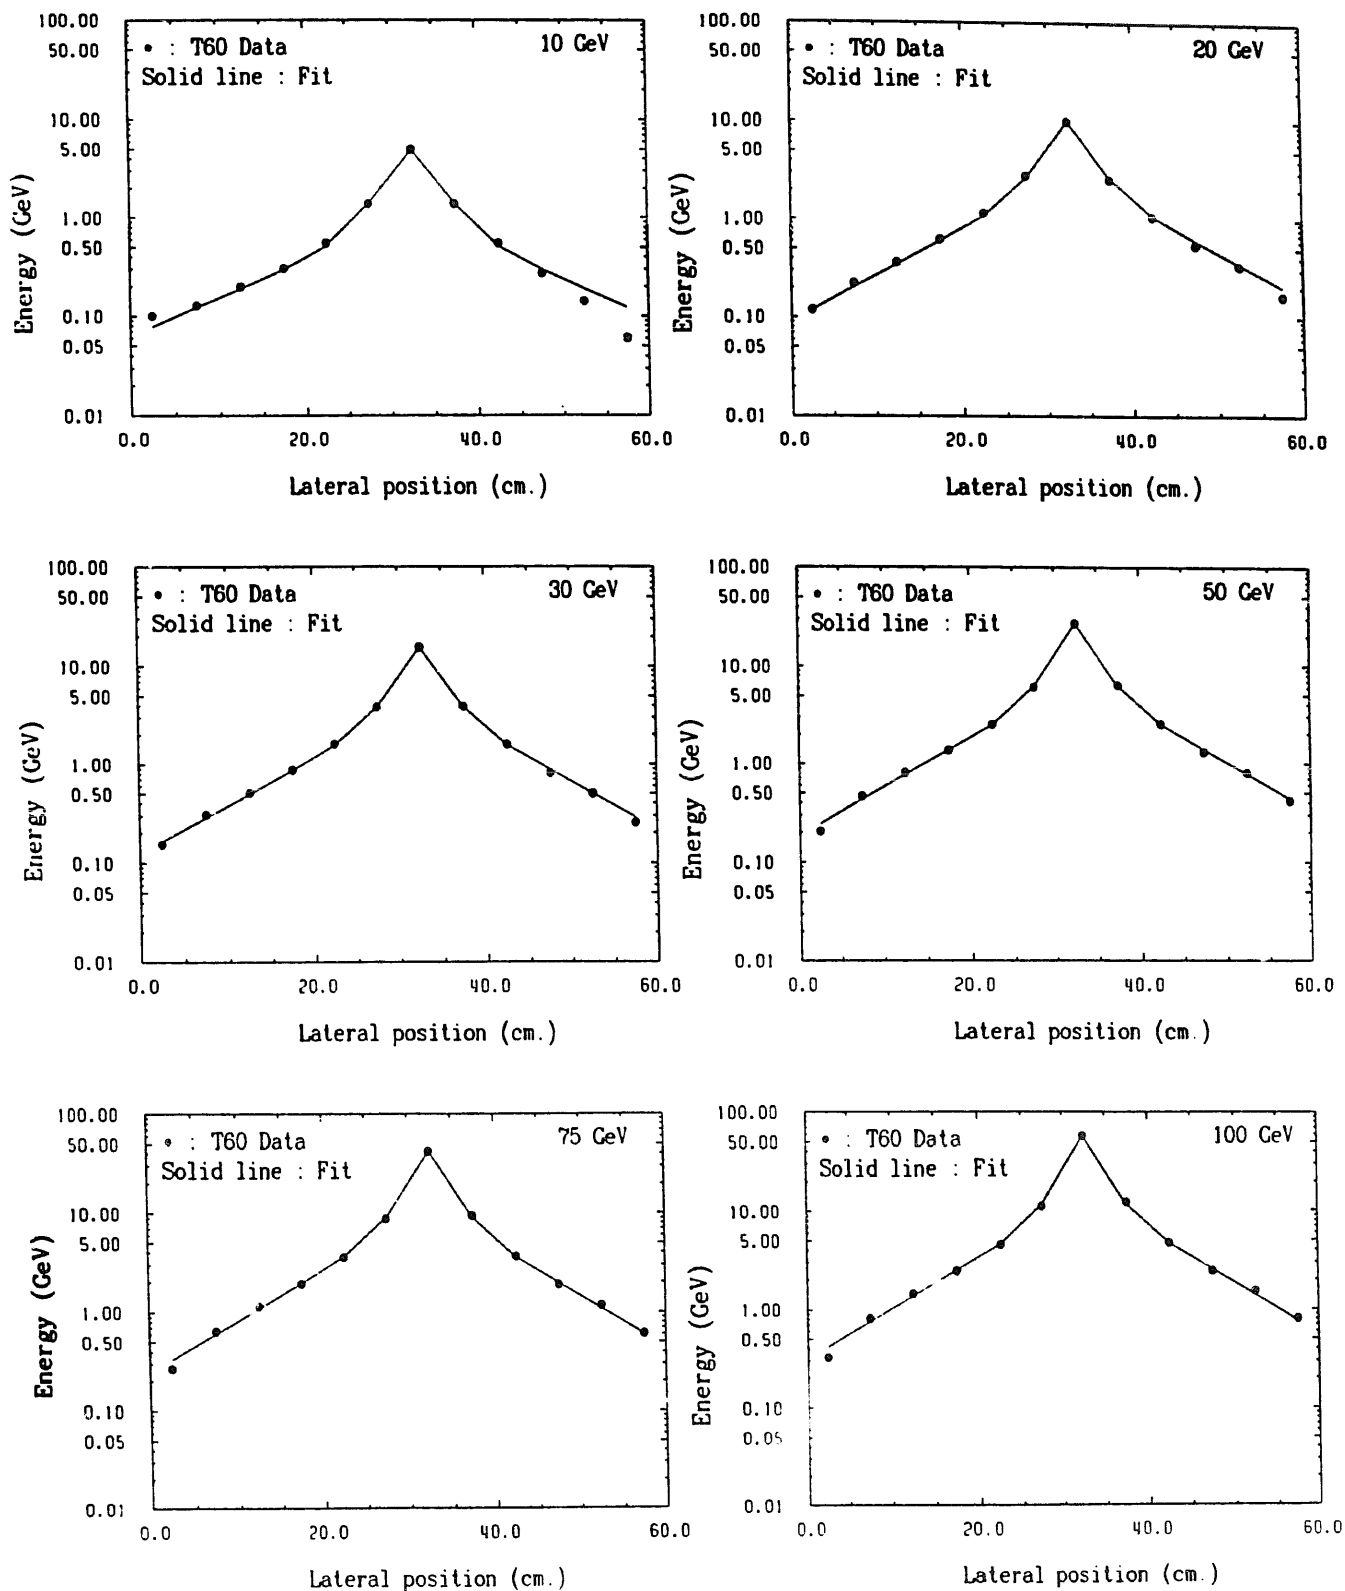 100.00
50.00
10.00
5.00
1.00
0.50
0.10
0.05
0.01
• : T60 Data
Solid line : Fit
10 GeV
Energy (GeV)
0.0 20.0 40.0 60.0
Lateral position (cm.)
100.00
50.00
10.00
5.00
1.00
0.50
0.10
0.05
0.01
• : T60 Data
Solid line : Fit
20 GeV
Energy (GeV)
0.0 20.0 40.0 60.0
Lateral position (cm.)
100.00
50.00
10.00
5.00
1.00
0.50
0.10
0.05
0.01
• : T60 Data
Solid line : Fit
30 GeV
Energy (GeV)
0.0 20.0 40.0 60.0
Lateral position (cm.)
100.00
50.00
10.00
5.00
1.00
0.50
0.10
0.05
0.01
• : T60 Data
Solid line : Fit
50 GeV
Energy (GeV)
0.0 20.0 40.0 60.0
Lateral position (cm.)
100.00
50.00
10.00
5.00
1.00
0.50
0.10
0.05
0.01
• : T60 Data
Solid line : Fit
75 GeV
Energy (GeV)
0.0 20.0 40.0 60.0
Lateral position (cm.)
100.00
50.00
10.00
5.00
1.00
0.50
0.10
0.05
0.01
• : T60 Data
Solid line : Fit
100 GeV
Energy (GeV)
0.0 20.0 40.0 60.0
Lateral position (cm.)